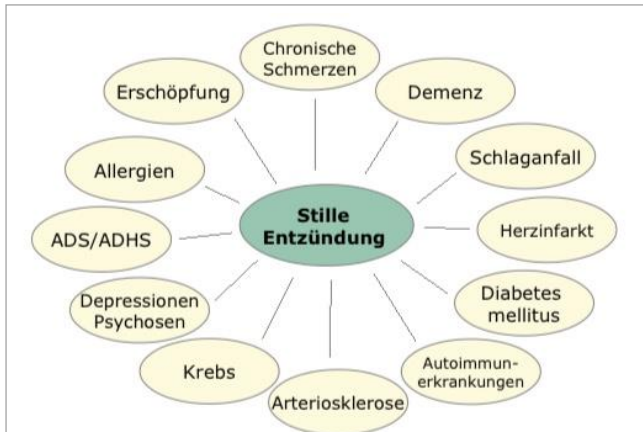 Chronische
Schmerzen
Erschöpfung
Demenz
Allergien
Schlaganfall
Stille
Entzündung
ADS/ADHS
Herzinfarkt
Depressionen
Psychosen
Diabetes
mellitus
Krebs
Autoimmun-
erkrankungen
Arteriosklerose